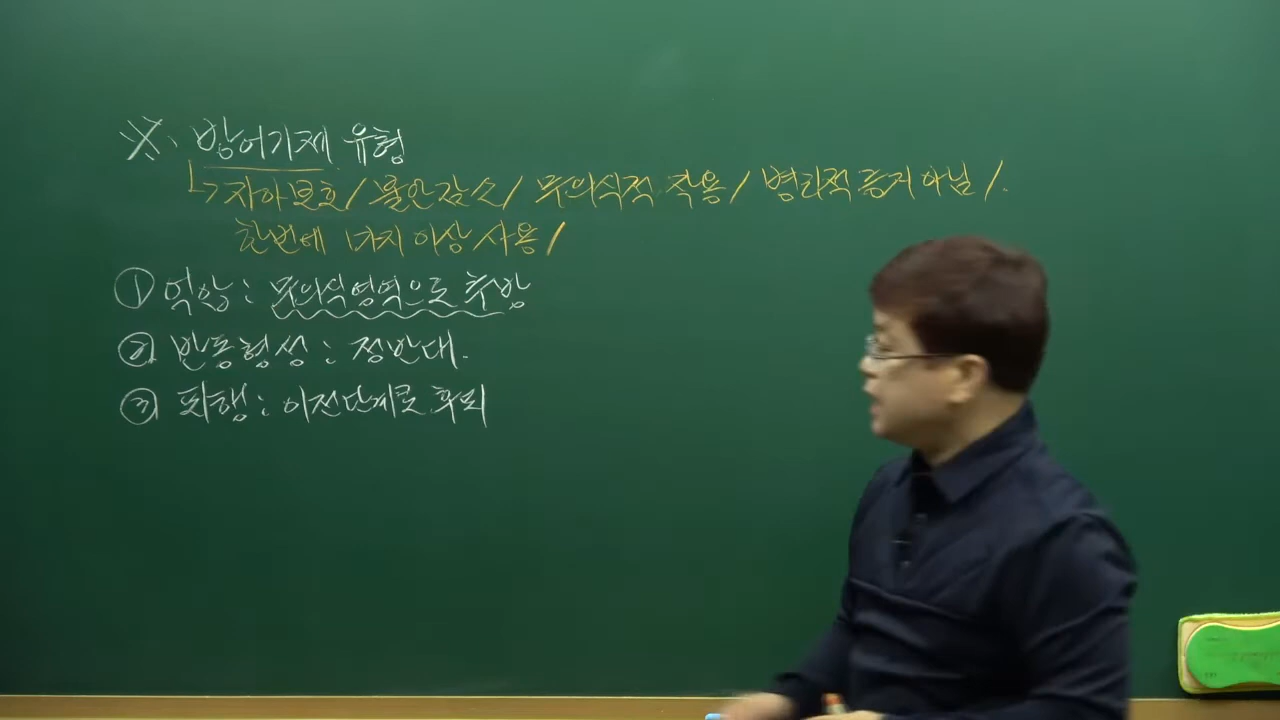 ※. 방어기제 유형
↳ 자아보호 / 불안감소 / 무의식적 작용 / 병리적 증거 아님 /.
한번에 1가지 이상 사용 /
① 억압 : 무의식영역으로 추방
② 반동형성 : 정반대.
③ 퇴행 : 이전단계로 후퇴